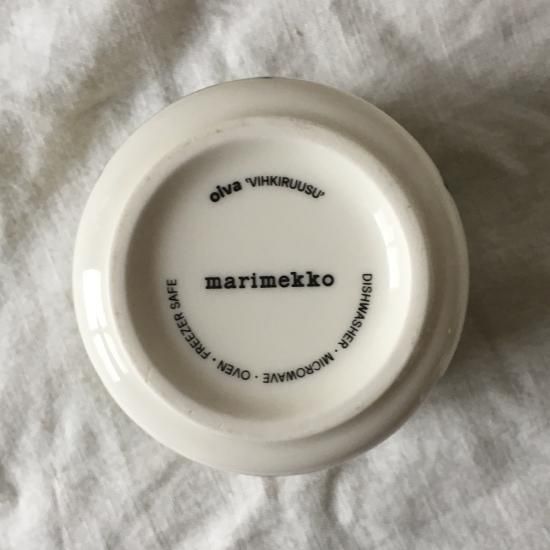 oiva 'VIHKIRUUSU'
marimekko
DISHWASHER · MICROWAVE · OVEN · FREEZER SAFE